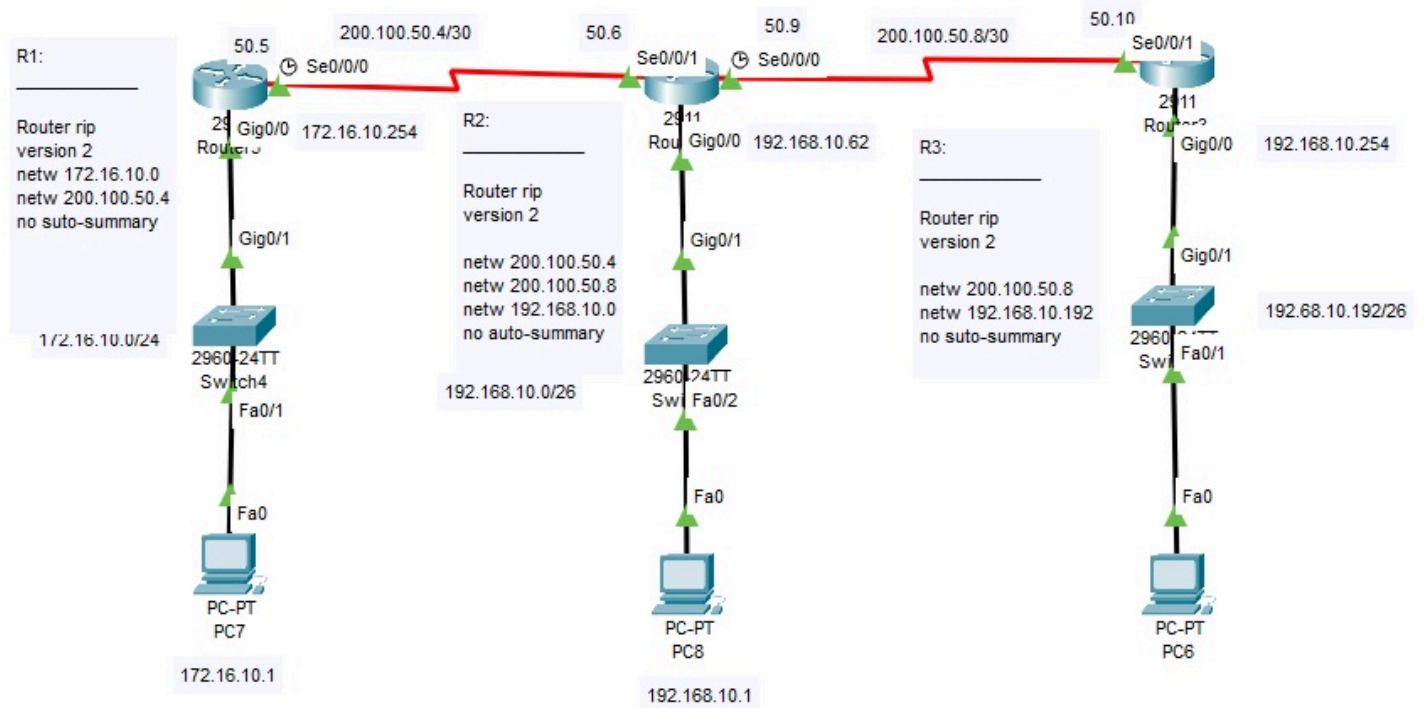 R1:
Router rip
version 2
netw 172.16.10.0
netw 200.100.50.4
no suto-summary
172.16.10.0/24
50.5
200.100.50.4/30
50.6
50.9
200.100.50.8/30
50.10
Se0/0/0
Se0/0/1
Se0/0/0
Se0/0/1
Gig0/0
172.16.10.254
Gig0/1
2960-24TT
Switch4
Fa0/1
Fa0
PC-PT
PC7
172.16.10.1
R2:
Router rip
version 2
netw 200.100.50.4
netw 200.100.50.8
netw 192.168.10.0
no auto-summary
192.168.10.0/26
Gig0/0
192.168.10.62
Gig0/1
2960-24TT
Fa0/2
Fa0
PC-PT
PC8
192.168.10.1
R3:
Router rip
version 2
netw 200.100.50.8
netw 192.168.10.192
no suto-summary
2911
Gig0/0
192.168.10.254
Gig0/1
192.68.10.192/26
Fa0/1
Fa0
PC-PT
PC6